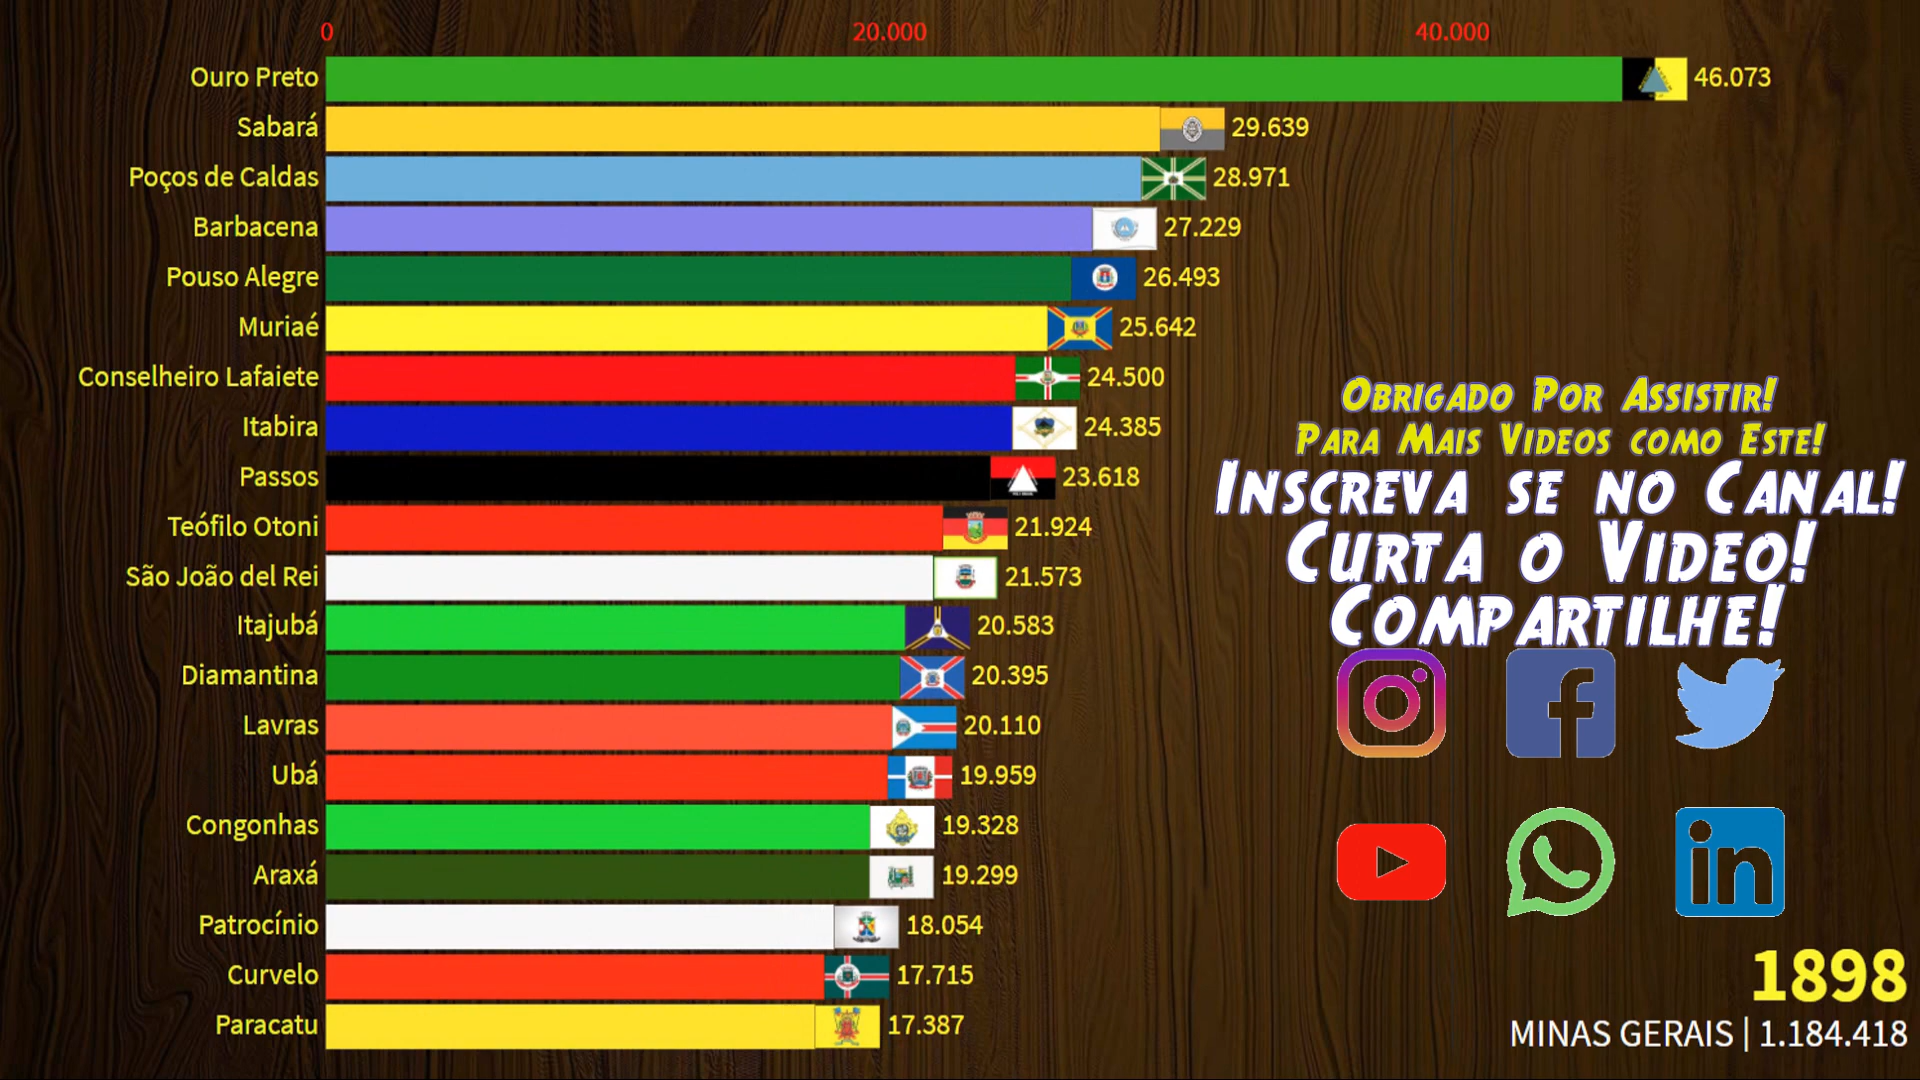 0 20.000 40.000
Ouro Preto 46.073
Sabará 29.639
Poços de Caldas 28.971
Barbacena 27.229
Pouso Alegre 26.493
Muriaé 25.642
Conselheiro Lafaiete 24.500
Itabira 24.385
Passos 23.618
Teófilo Otoni 21.924
São João del Rei 21.573
Itajubá 20.583
Diamantina 20.395
Lavras 20.110
Ubá 19.959
Congonhas 19.328
Araxá 19.299
Patrocínio 18.054
Curvelo 17.715
Paracatu 17.387
Obrigado Por Assistir!
Para Mais Videos como Este!
Inscreva se no Canal!
Curta o Video!
Compartilhe!
in
1898
MINAS GERAIS | 1.184.418